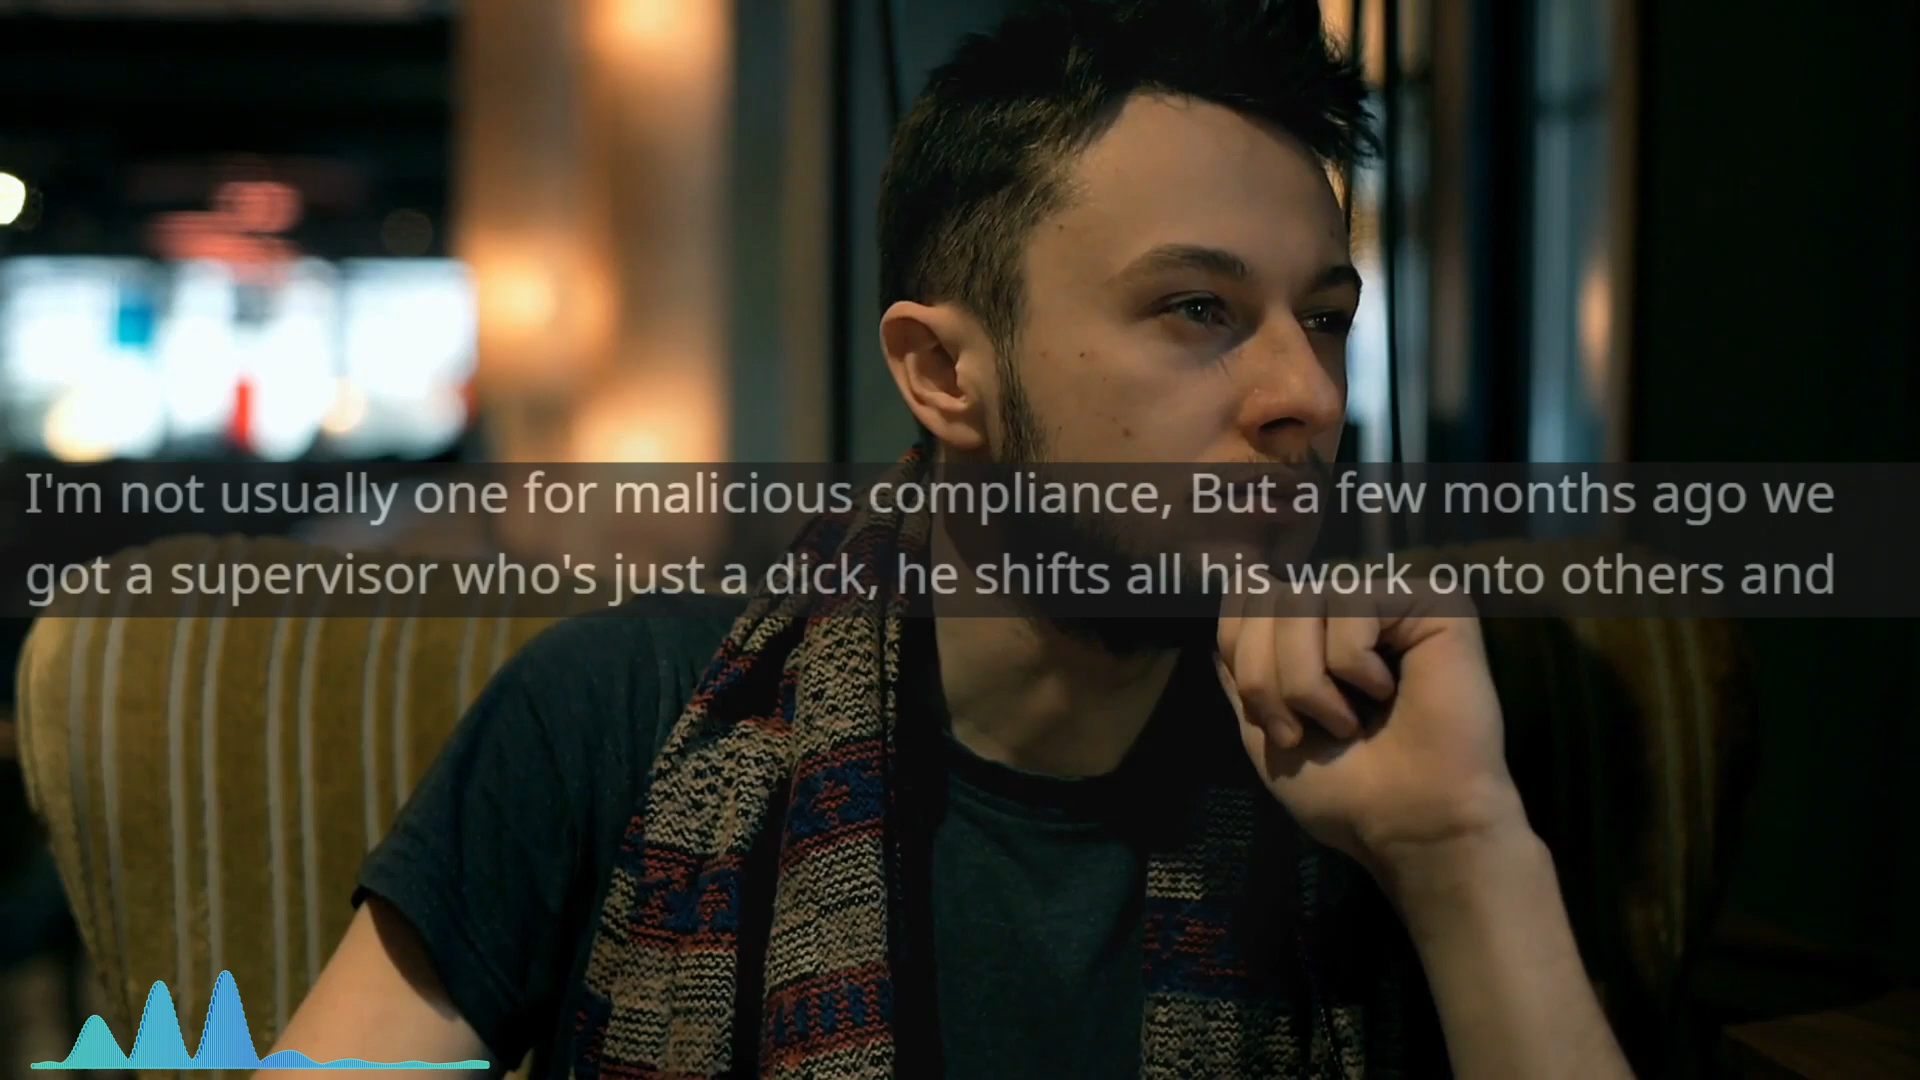 I'm not usually one for malicious compliance, But a few months ago we
got a supervisor who's just a dick, he shifts all his work onto others and